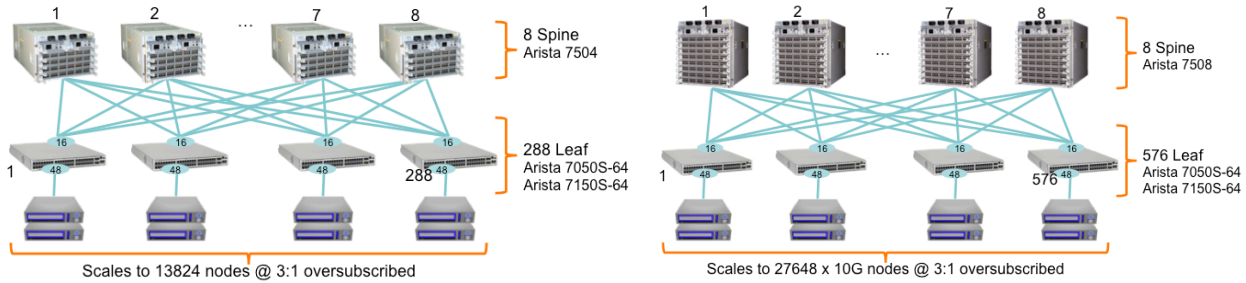 1 2 ... 7 8
8 Spine
Arista 7504
16 16 16 16
288 Leaf
Arista 7050S-64
Arista 7150S-64
1 48 48 48 288 48
Scales to 13824 nodes @ 3:1 oversubscribed
1 2 ... 7 8
8 Spine
Arista 7508
16 16 16 16
576 Leaf
Arista 7050S-64
Arista 7150S-64
1 48 48 48 576 48
Scales to 27648 x 10G nodes @ 3:1 oversubscribed